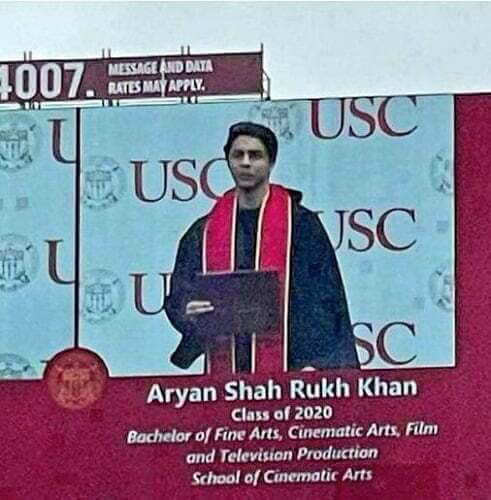 4007. MESSAGE AND DATA
RATES MAY APPLY.
USC
USC
USC
SC
Aryan Shah Rukh Khan
Class of 2020
Bachelor of Fine Arts, Cinematic Arts, Film
and Television Production
School of Cinematic Arts